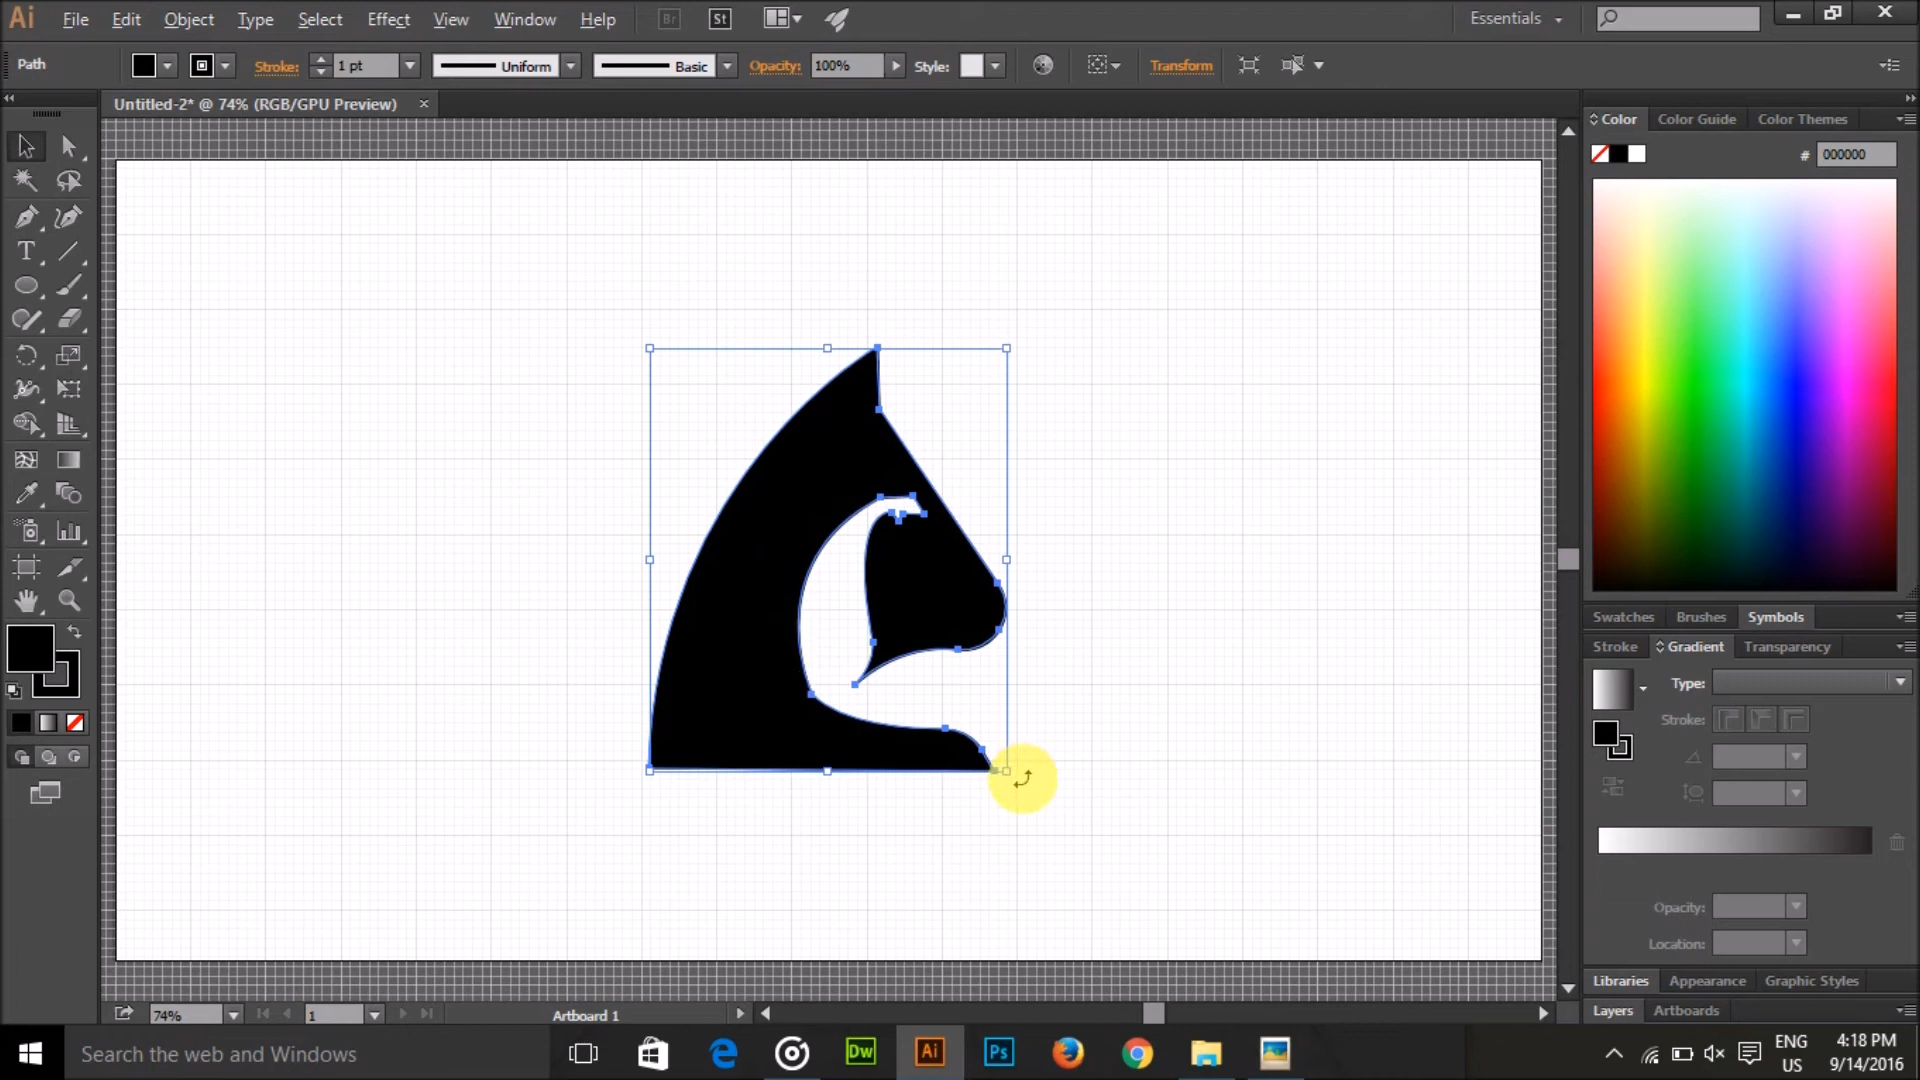 Ai File Edit Object Type Select Effect View Window Help Br St Essentials
Path Stroke: 1 pt Uniform Basic Opacity: 100% Style: Transform
Untitled-2* @ 74% (RGB/GPU Preview) ×
Color Color Guide Color Themes
# 000000
T
Swatches Brushes Symbols
Stroke Gradient Transparency
Type:
Stroke:
Opacity:
Location:
Libraries Appearance Graphic Styles
Layers Artboards
74% 1 Artboard 1
Search the web and Windows Dw Ai Ps ENG 4:18 PM
US 9/14/2016